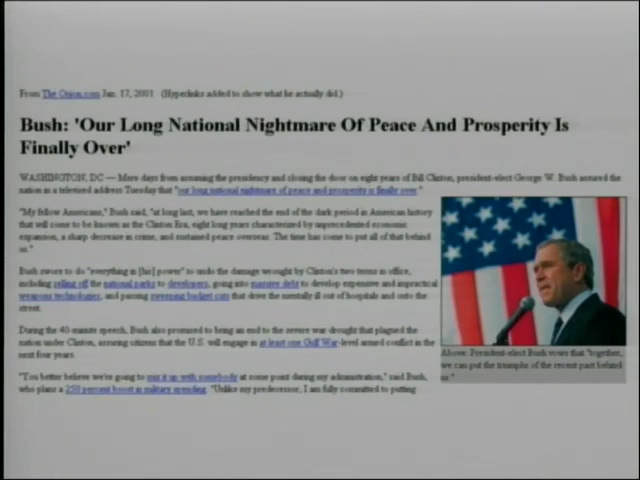 From The Onion.com Jan. 17, 2001 (Hyperlinks added to show what he actually did.)
Bush: 'Our Long National Nightmare Of Peace And Prosperity Is
Finally Over'
WASHINGTON, DC — Mere days from assuming the presidency and closing the door on eight years of Bill Clinton, president-elect George W. Bush assured the
nation in a televised address Tuesday that "our long national nightmare of peace and prosperity is finally over."
"My fellow Americans," Bush said, "at long last, we have reached the end of the dark period in American history
that will come to be known as the Clinton Era, eight long years characterized by unprecedented economic
expansion, a sharp decrease in crime, and sustained peace overseas. The time has come to put all of that behind
us."
Bush swore to do "everything in [his] power" to undo the damage wrought by Clinton's two terms in office,
including selling off the national parks to developers, going into massive debt to develop expensive and impractical
weapons technologies, and passing sweeping budget cuts that drive the mentally ill out of hospitals and onto the
street.
During the 40-minute speech, Bush also promised to bring an end to the severe war drought that plagued the
nation under Clinton, assuring citizens that the U.S. will engage in at least one Gulf War-level armed conflict in the
next four years.
"You better believe we're going to mix it up with somebody at some point during my administration," said Bush,
who plans a 250 percent boost in military spending. "Unlike my predecessor, I am fully committed to putting
Above: President-elect Bush vows that "together,
we can put the triumphs of the recent past behind
us."